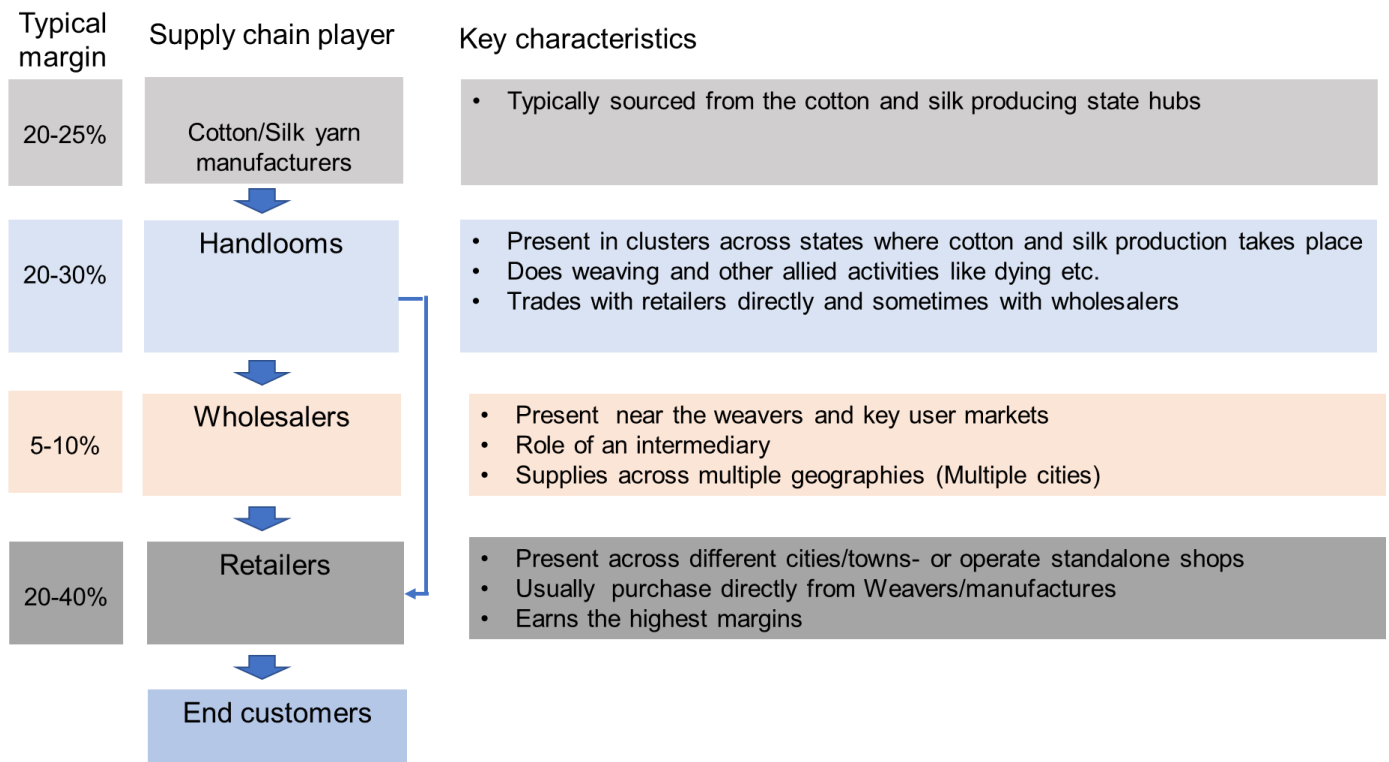 Typical
margin
Supply chain player
Key characteristics
20-25%
Cotton/Silk yarn
manufacturers
• Typically sourced from the cotton and silk producing state hubs
20-30%
Handlooms
• Present in clusters across states where cotton and silk production takes place
• Does weaving and other allied activities like dying etc.
• Trades with retailers directly and sometimes with wholesalers
5-10%
Wholesalers
• Present near the weavers and key user markets
• Role of an intermediary
• Supplies across multiple geographies (Multiple cities)
20-40%
Retailers
• Present across different cities/towns- or operate standalone shops
• Usually purchase directly from Weavers/manufactures
• Earns the highest margins
End customers